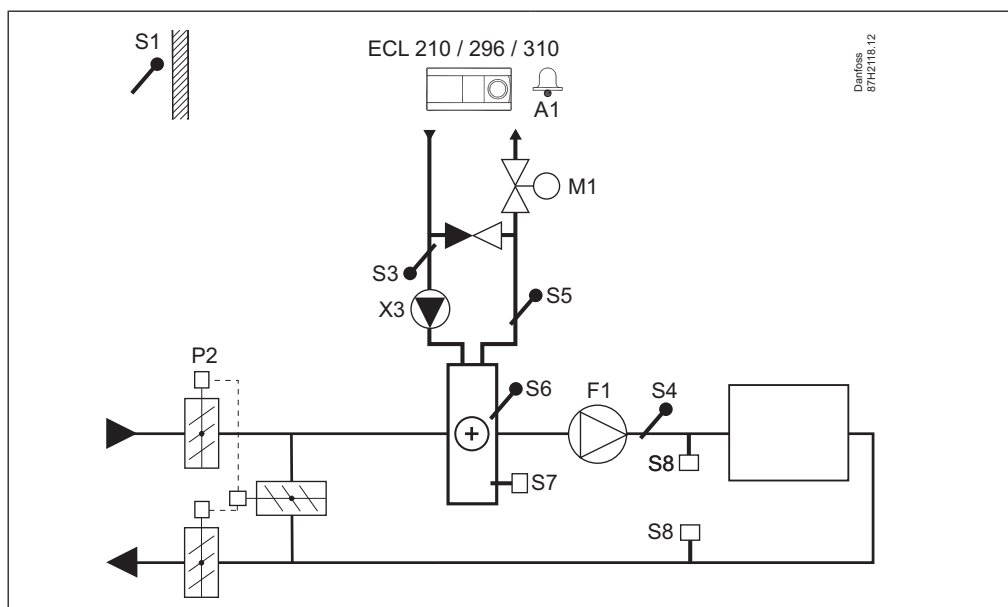 S1
ECL 210 / 296 / 310
A1
Danfoss
87H2118.12
M1
S3
S5
X3
P2
S6
F1
S4
S8
S7
S8